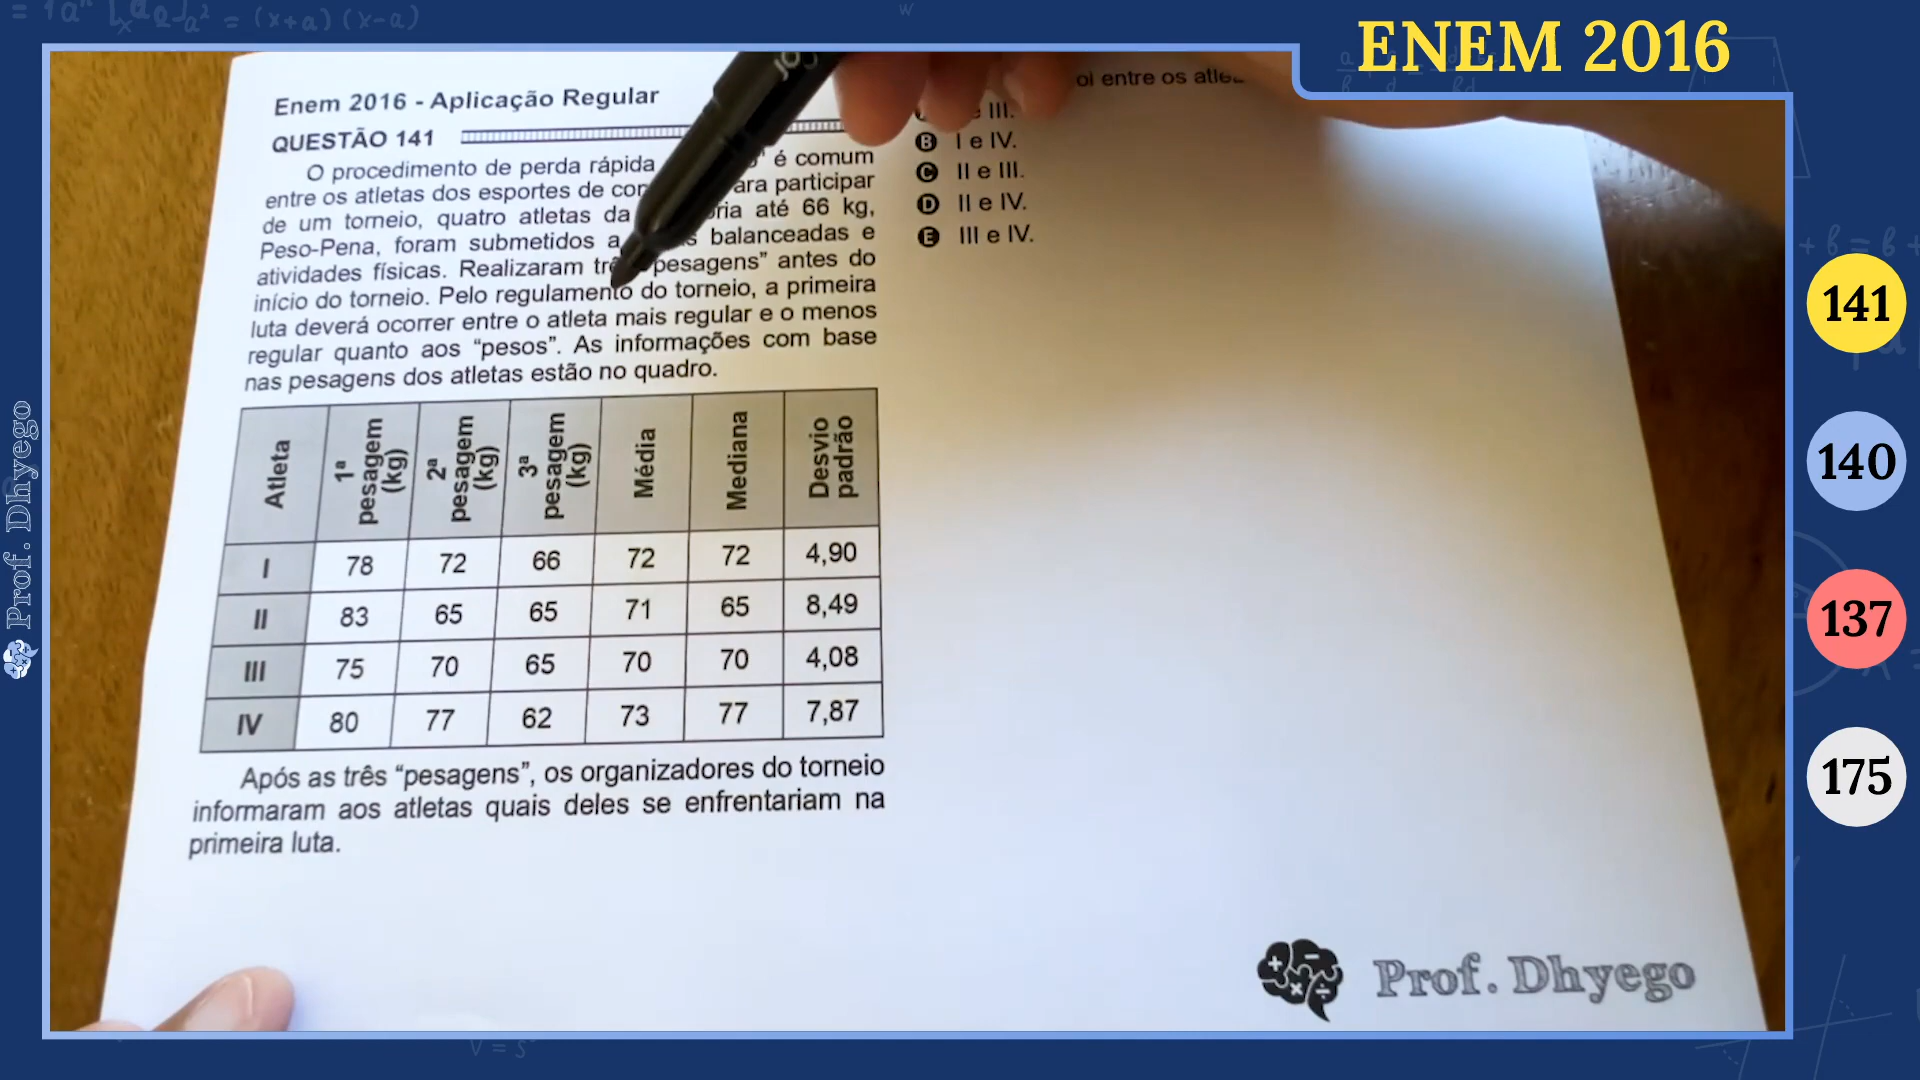 ENEM 2016
Enem 2016 - Aplicação Regular
QUESTÃO 141
O procedimento de perda rápida é comum
entre os atletas dos esportes de participar
de um torneio, quatro atletas da até 66 kg,
Peso-Pena, foram submetidos a balanceadas e
atividades físicas. Realizaram pesagens” antes do
início do torneio. Pelo regulamento do torneio, a primeira
luta deverá ocorrer entre o atleta mais regular e o menos
regular quanto aos “pesos”. As informações com base
nas pesagens dos atletas estão no quadro.
Atleta 1ª pesagem (kg) 2ª pesagem (kg) 3ª pesagem (kg) Média Mediana Desvio padrão
I 78 72 66 72 72 4,90
II 83 65 65 71 65 8,49
III 75 70 65 70 70 4,08
IV 80 77 62 73 77 7,87
Após as três “pesagens”, os organizadores do torneio
informaram aos atletas quais deles se enfrentariam na
primeira luta.
entre os
III.
B I e IV.
C II e III.
D II e IV.
E III e IV.
141
140
137
175
Prof. Dhyego
Prof. Dhyego